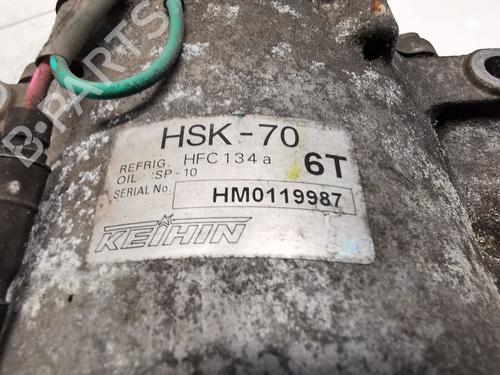 HSK-70
REFRIG. HFC134a
6T
OIL :SP-10
SERIAL No. HM0119987
KEIHIN
B-PARTS